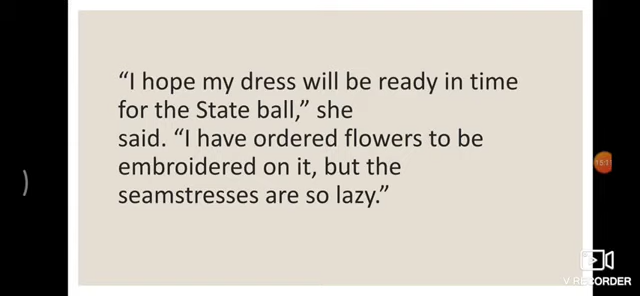 “I hope my dress will be ready in time
for the State ball,” she
said. “I have ordered flowers to be
embroidered on it, but the
seamstresses are so lazy.”
V RECORDER